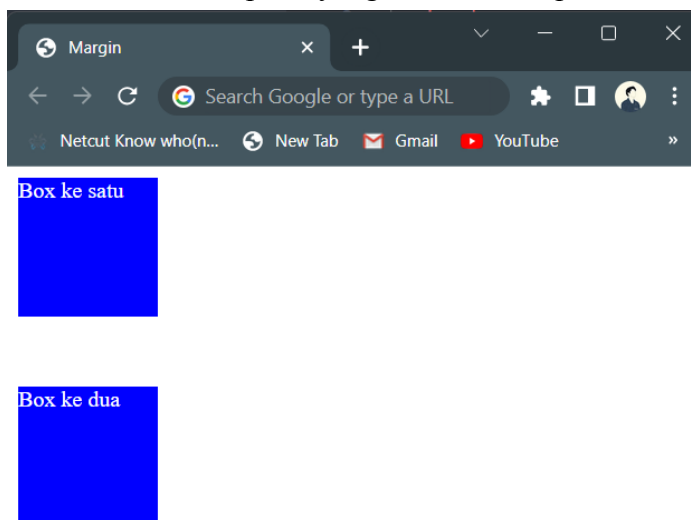 Margin
Search Google or type a URL
Netcut Know who(n... New Tab Gmail YouTube »
Box ke satu
Box ke dua